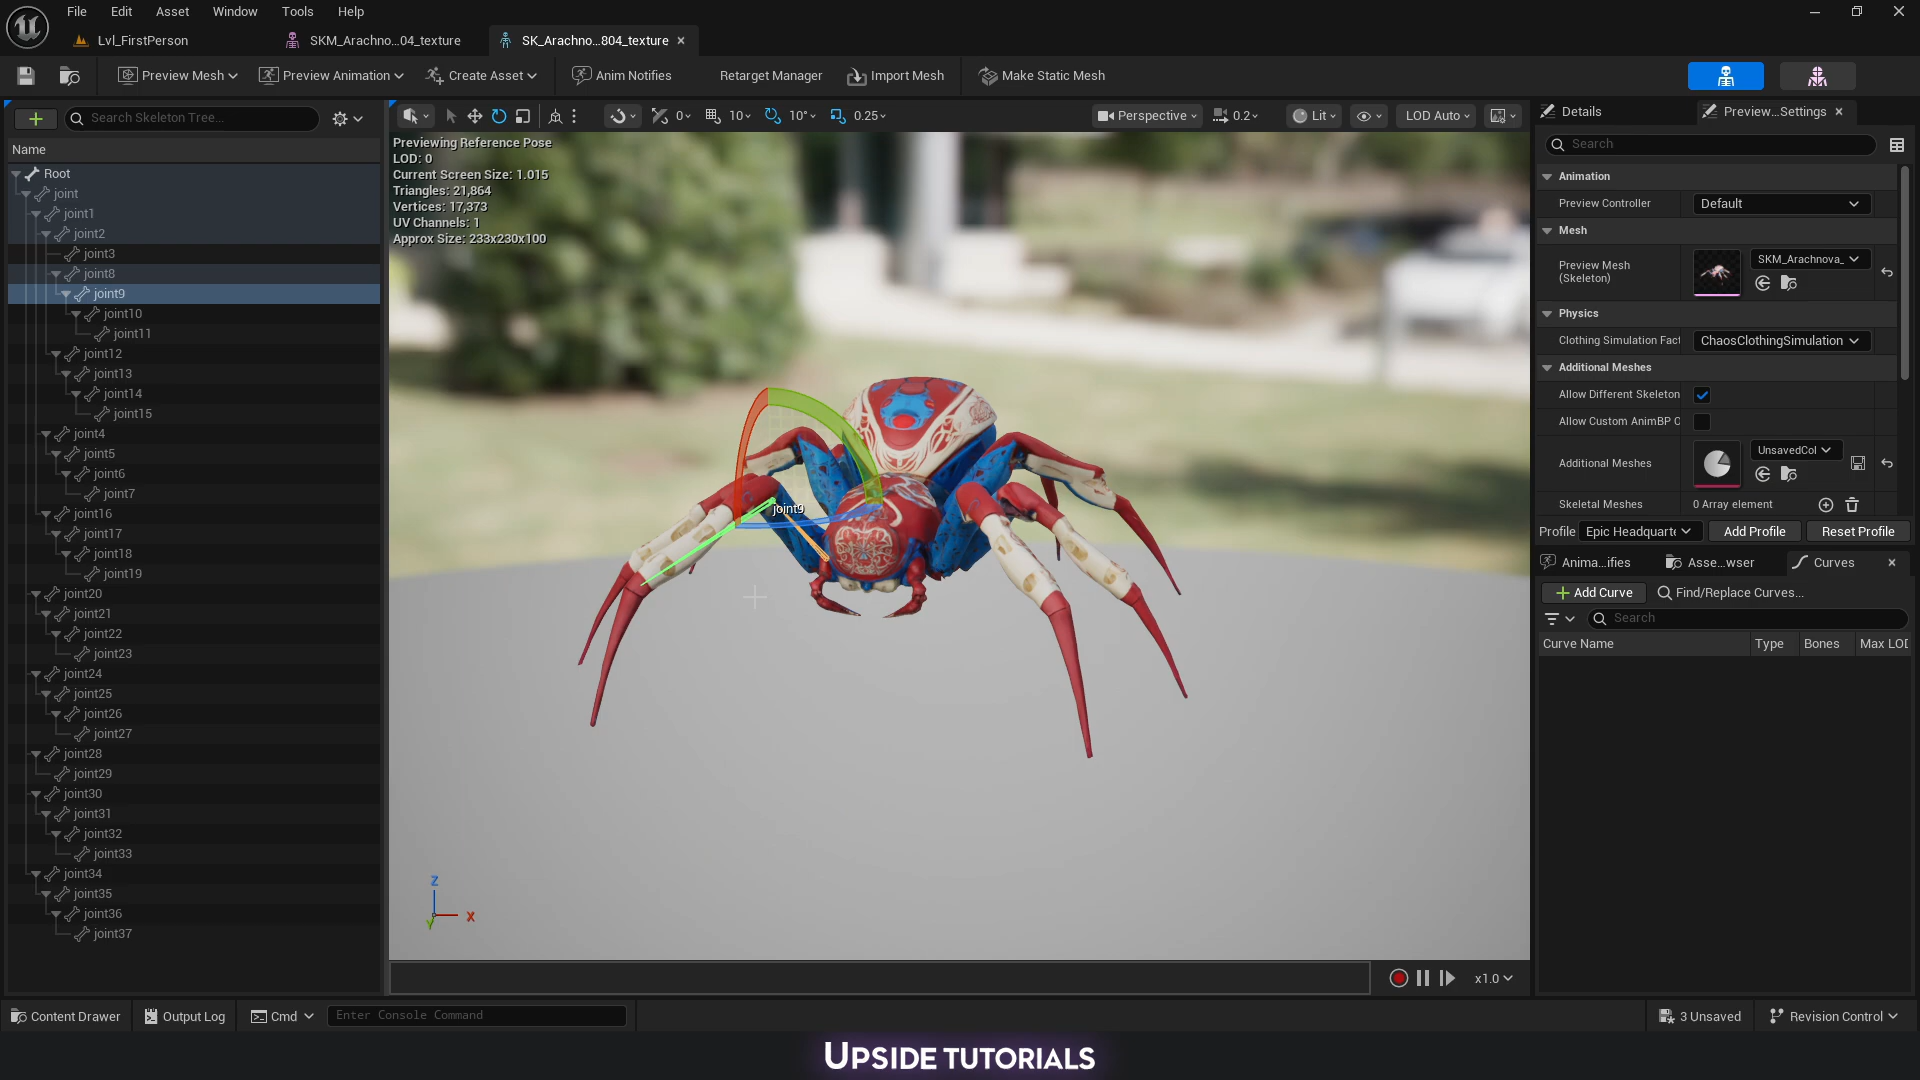 File Edit Asset Window Tools Help
Lvl_FirstPerson SKM_Arachno...04_texture SK_Arachno...804_texture
Preview Mesh Preview Animation Create Asset Anim Notifies Retarget Manager Import Mesh Make Static Mesh
Search Skeleton Tree...
Name
Root
joint
joint1
joint2
joint3
joint8
joint9
joint10
joint11
joint12
joint13
joint14
joint15
joint4
joint5
joint6
joint7
joint16
joint17
joint18
joint19
joint20
joint21
joint22
joint23
joint24
joint25
joint26
joint27
joint28
joint29
joint30
joint31
joint32
joint33
joint34
joint35
joint36
joint37
0 10 10° 0.25 Perspective 0.2 Lit LOD Auto
Previewing Reference Pose
LOD: 0
Current Screen Size: 1.015
Triangles: 21,864
Vertices: 17,373
UV Channels: 1
Approx Size: 233x230x100
joint9
Z
X
Y
x1.0
Details Preview...Settings
Search
Animation
Preview Controller Default
Mesh
Preview Mesh
(Skeleton)
SKM_Arachnova_
Physics
Clothing Simulation Fact ChaosClothingSimulation
Additional Meshes
Allow Different Skeleton
Allow Custom AnimBP C
Additional Meshes UnsavedCol
Skeletal Meshes 0 Array element
Profile Epic Headquarte Add Profile Reset Profile
Anima...ifies Asse...wser Curves
Add Curve Find/Replace Curves...
Search
Curve Name Type Bones Max LOD
Content Drawer Output Log Cmd Enter Console Command 3 Unsaved Revision Control
UPSIDE TUTORIALS